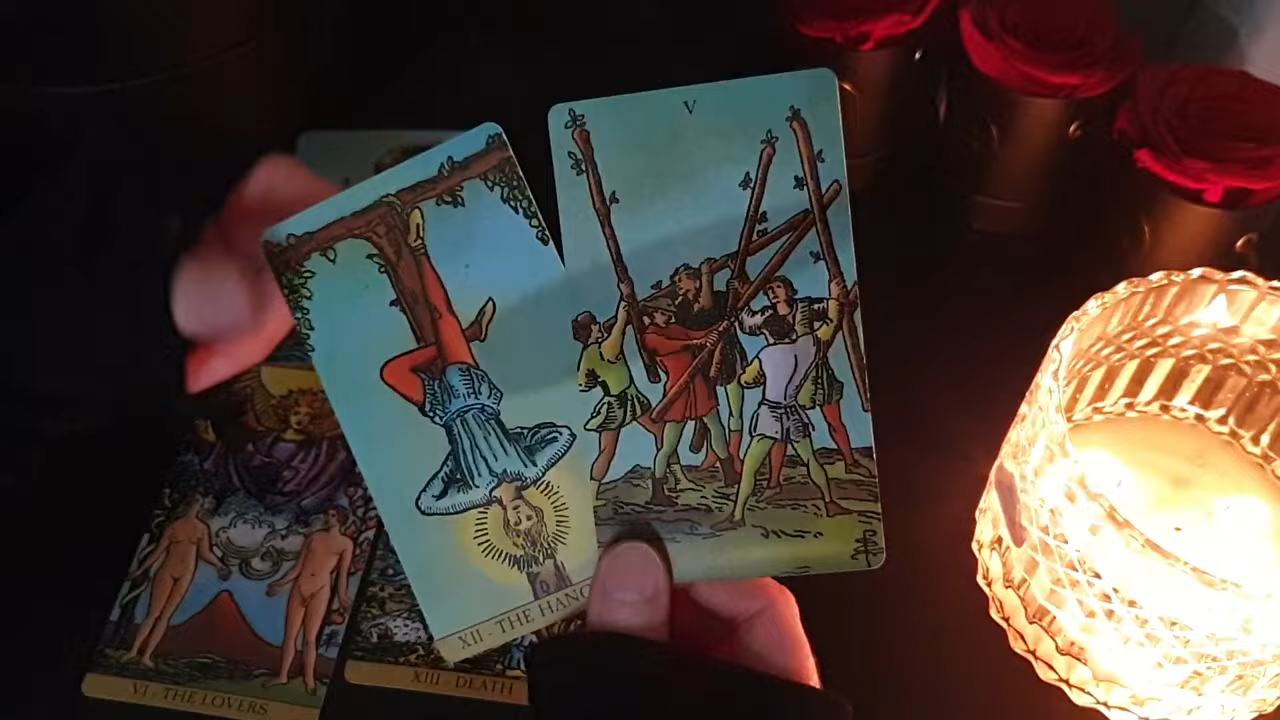 V
XII - THE HANG
VI - THE LOVERS
XIII - DEATH